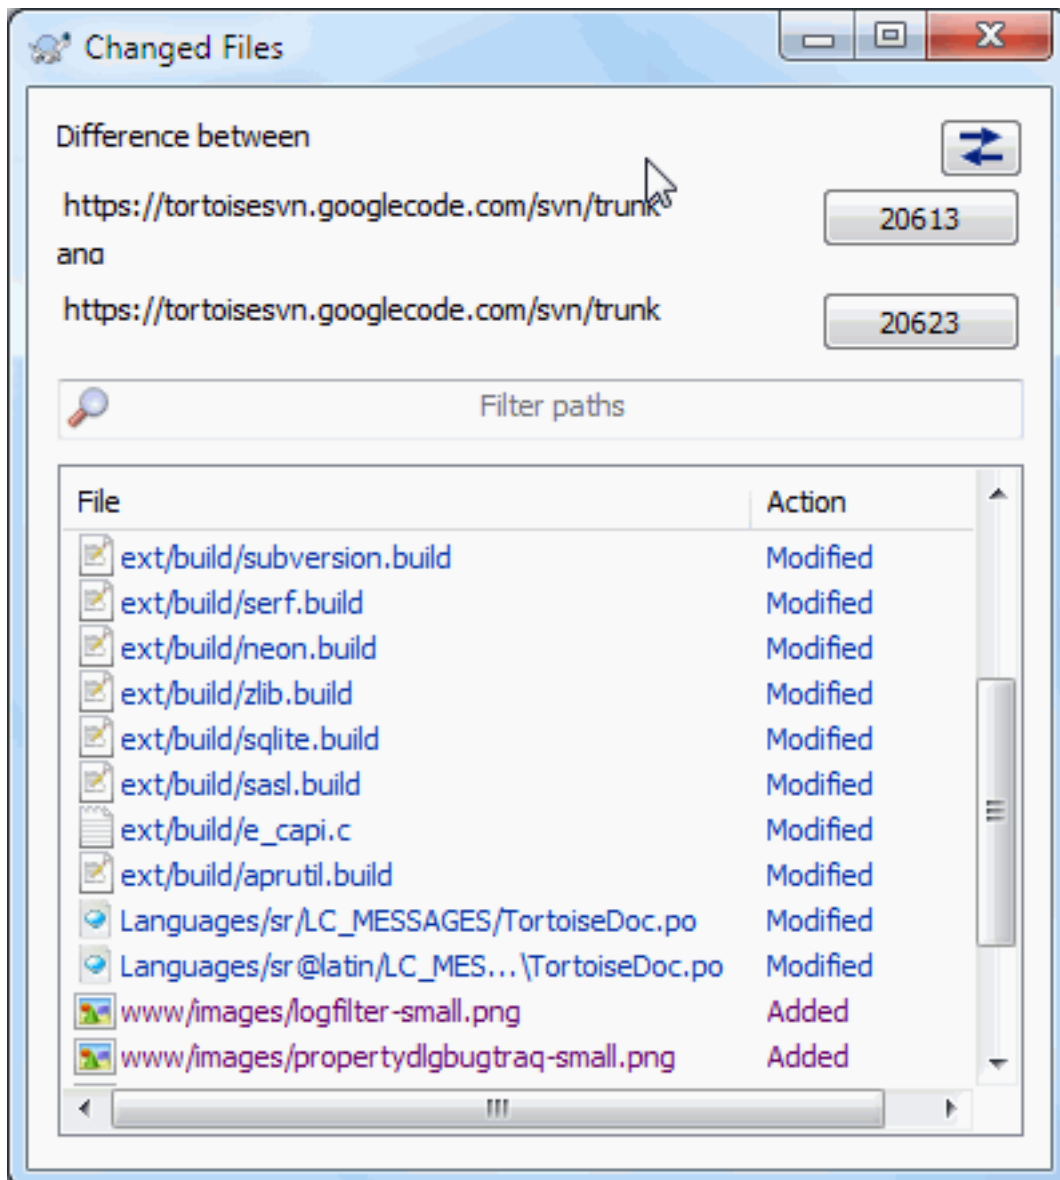 Changed Files
Difference between
https://tortoisesvn.googlecode.com/svn/trunk
20613
and
https://tortoisesvn.googlecode.com/svn/trunk
20623
Filter paths
File Action
ext/build/subversion.build Modified
ext/build/serf.build Modified
ext/build/neon.build Modified
ext/build/zlib.build Modified
ext/build/sqlite.build Modified
ext/build/sasl.build Modified
ext/build/e_capi.c Modified
ext/build/aprutil.build Modified
Languages/sr/LC_MESSAGES/TortoiseDoc.po Modified
Languages/sr@latin/LC_MES...\TortoiseDoc.po Modified
www/images/logfilter-small.png Added
www/images/propertydlgbugtraq-small.png Added